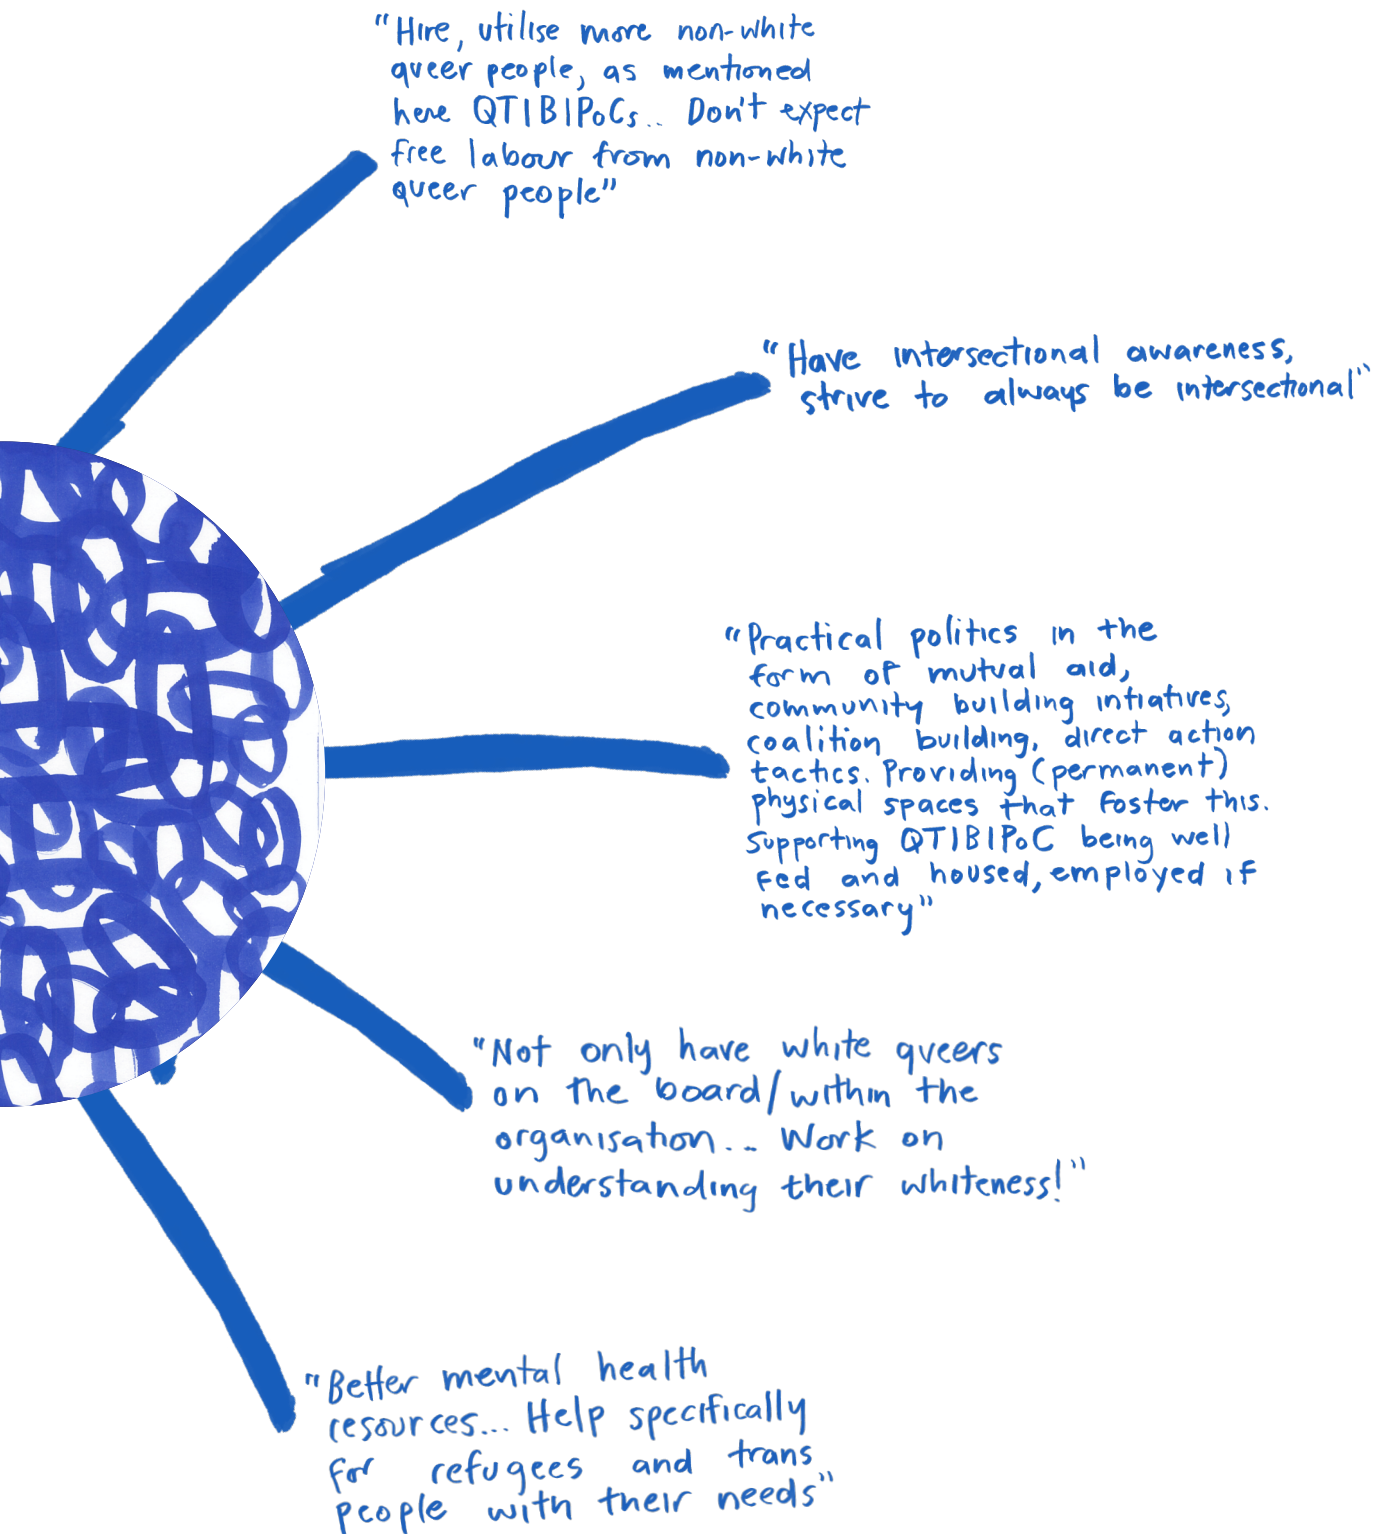 "Hire, utilise more non-white
queer people, as mentioned
here QTIBIPoCs.. Don't expect
free labour from non-white
queer people"
"Have intersectional awareness,
strive to always be intersectional"
"Practical politics in the
form of mutual aid,
community building intiatives,
coalition building, direct action
tactics. Providing (permanent)
physical spaces that foster this.
Supporting QTIBIPoC being well
fed and housed, employed if
necessary"
"Not only have white queers
on the board/within the
organisation... Work on
understanding their whiteness!"
"Better mental health
resources... Help specifically
for refugees and trans
people with their needs"